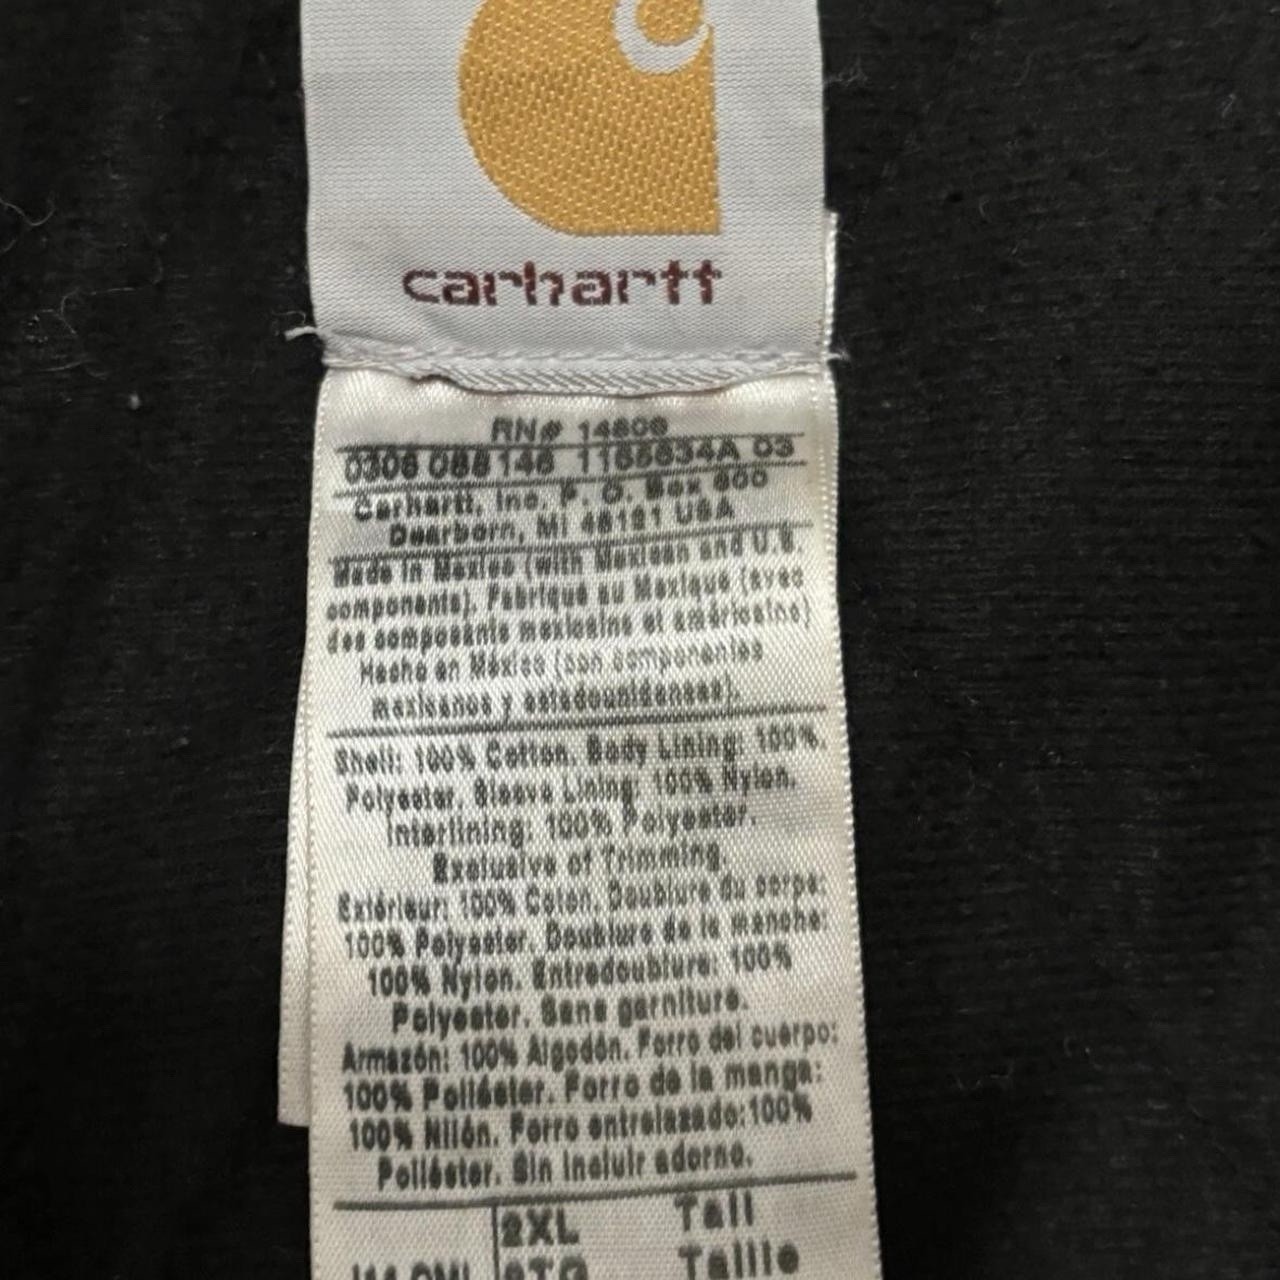 carhartt
RN# 14806
0306 088 146 1165634A 03
Carhartt, Inc, P. O. Box 600
Dearborn, MI 48121 USA
Made in Mexico (with Mexican and U.S.
components). Fabriqué au Mexique (avec
des composants mexicains et américains)
Hecho en México (con componentes
mexicanos y estadounidenses).
Shell: 100% Cotton. Body Lining: 100%
Polyester. Sleeve Lining: 100% Nylon.
Interlining: 100% Polyester.
Exclusive of Trimming.
Extérieur: 100% Coton. Doublure du corps:
100% Polyester. Doublure de la manche:
100% Nylon. Entredoublure: 100%
Polyester. Sans garniture.
Armazón: 100% Algodón. Forro del cuerpo:
100% Poliéster. Forro de la manga:
100% Nilón. Forro entrelazado:100%
Poliéster. Sin incluir adorno.
2XL Tall
2TG Taille